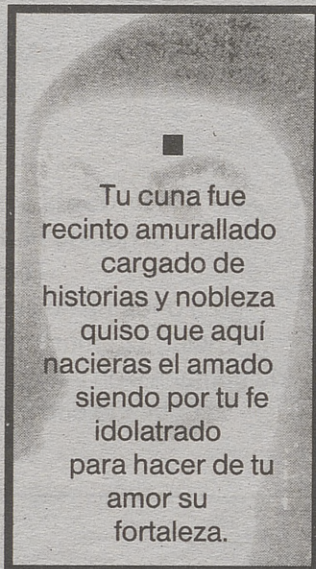 Tu cuna fue
recinto amurallado
cargado de
historias y nobleza
quiso que aquí
nacieras el amado
siendo por tu fe
idolatrado
para hacer de tu
amor su
fortaleza.